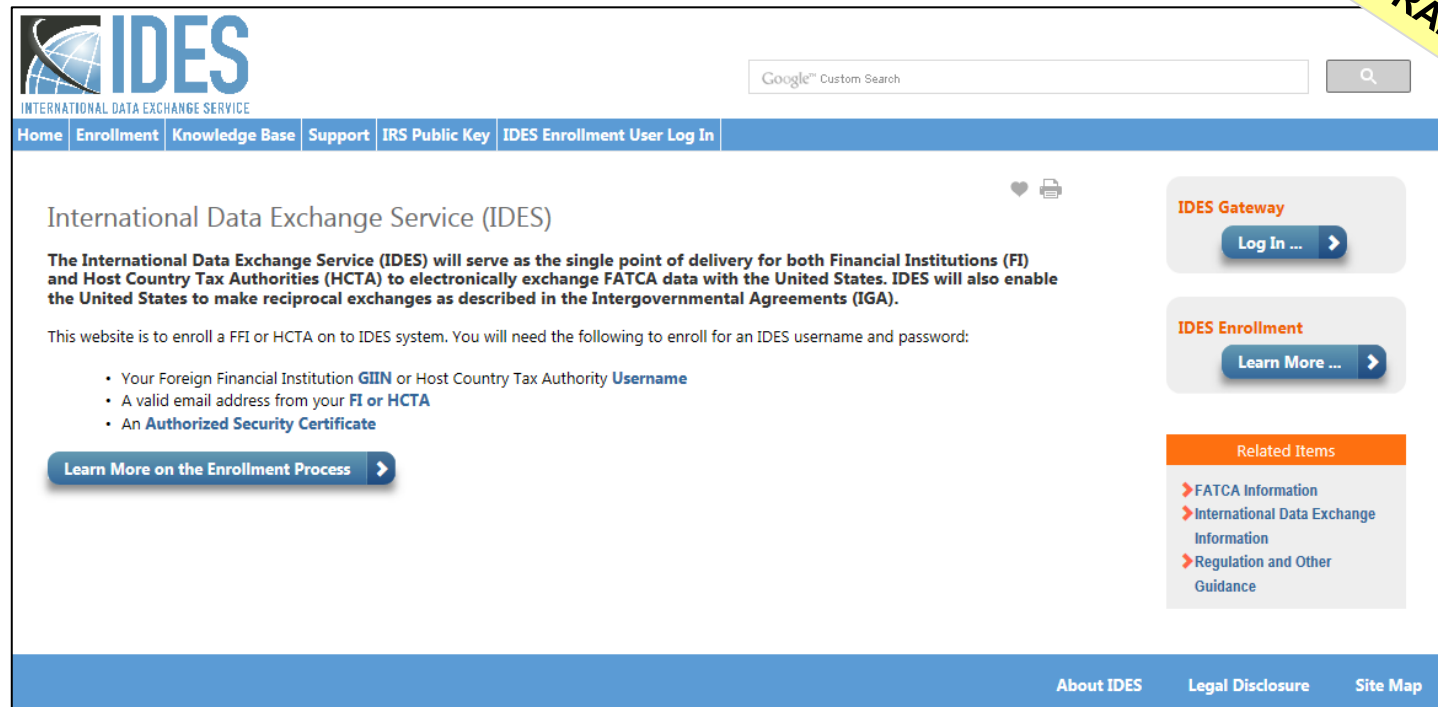 IDES
INTERNATIONAL DATA EXCHANGE SERVICE
Google™ Custom Search
Home Enrollment Knowledge Base Support IRS Public Key IDES Enrollment User Log In
International Data Exchange Service (IDES)
The International Data Exchange Service (IDES) will serve as the single point of delivery for both Financial Institutions (FI)
and Host Country Tax Authorities (HCTA) to electronically exchange FATCA data with the United States. IDES will also enable
the United States to make reciprocal exchanges as described in the Intergovernmental Agreements (IGA).
This website is to enroll a FFI or HCTA on to IDES system. You will need the following to enroll for an IDES username and password:
• Your Foreign Financial Institution GIIN or Host Country Tax Authority Username
• A valid email address from your FI or HCTA
• An Authorized Security Certificate
Learn More on the Enrollment Process
IDES Gateway
Log In ...
IDES Enrollment
Learn More ...
Related Items
FATCA Information
International Data Exchange
Information
Regulation and Other
Guidance
About IDES Legal Disclosure Site Map